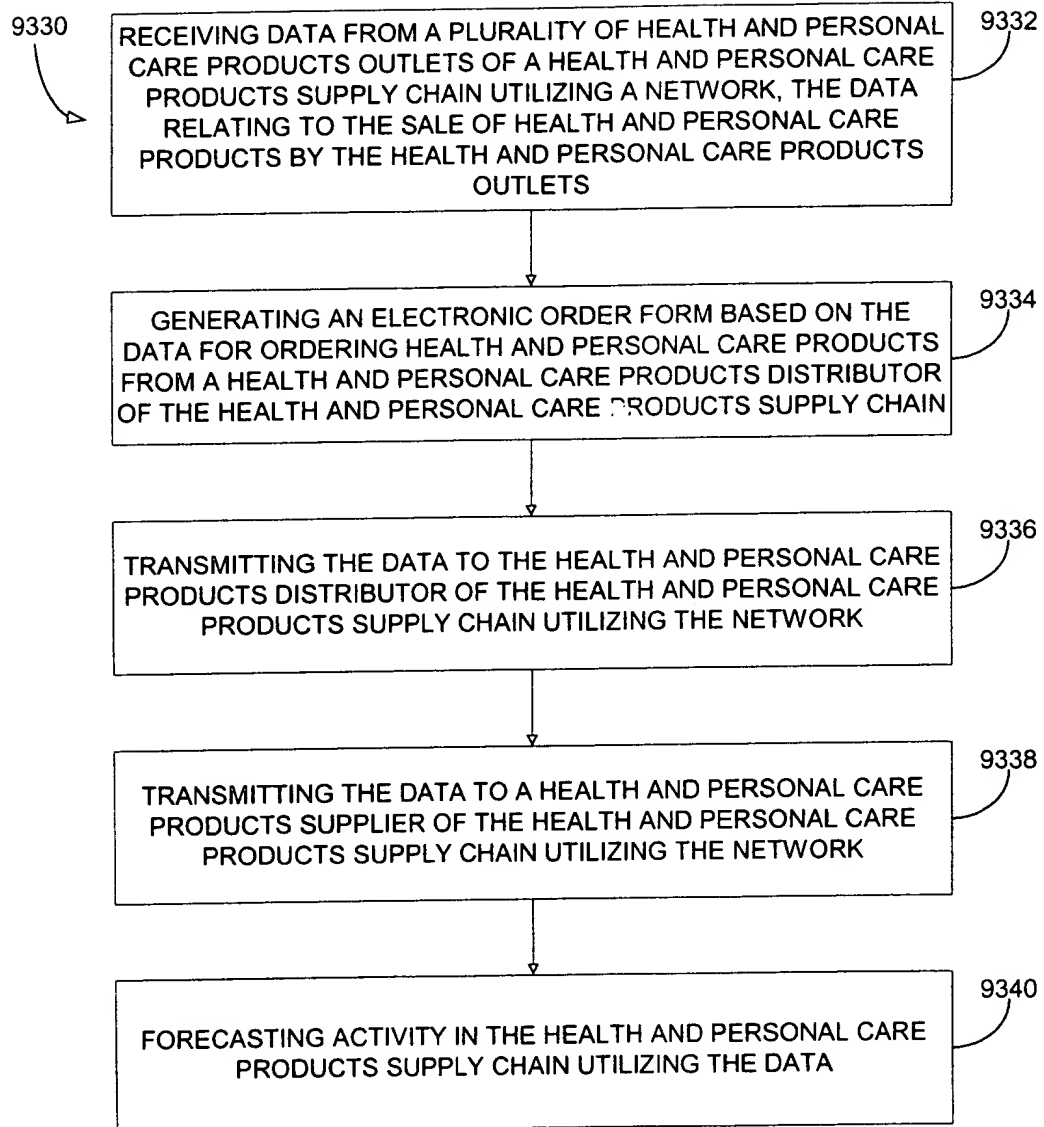 9330
9332
RECEIVING DATA FROM A PLURALITY OF HEALTH AND PERSONAL
CARE PRODUCTS OUTLETS OF A HEALTH AND PERSONAL CARE
PRODUCTS SUPPLY CHAIN UTILIZING A NETWORK, THE DATA
RELATING TO THE SALE OF HEALTH AND PERSONAL CARE
PRODUCTS BY THE HEALTH AND PERSONAL CARE PRODUCTS
OUTLETS
9334
GENERATING AN ELECTRONIC ORDER FORM BASED ON THE
DATA FOR ORDERING HEALTH AND PERSONAL CARE PRODUCTS
FROM A HEALTH AND PERSONAL CARE PRODUCTS DISTRIBUTOR
OF THE HEALTH AND PERSONAL CARE PRODUCTS SUPPLY CHAIN
9336
TRANSMITTING THE DATA TO THE HEALTH AND PERSONAL CARE
PRODUCTS DISTRIBUTOR OF THE HEALTH AND PERSONAL CARE
PRODUCTS SUPPLY CHAIN UTILIZING THE NETWORK
9338
TRANSMITTING THE DATA TO A HEALTH AND PERSONAL CARE
PRODUCTS SUPPLIER OF THE HEALTH AND PERSONAL CARE
PRODUCTS SUPPLY CHAIN UTILIZING THE NETWORK
9340
FORECASTING ACTIVITY IN THE HEALTH AND PERSONAL CARE
PRODUCTS SUPPLY CHAIN UTILIZING THE DATA